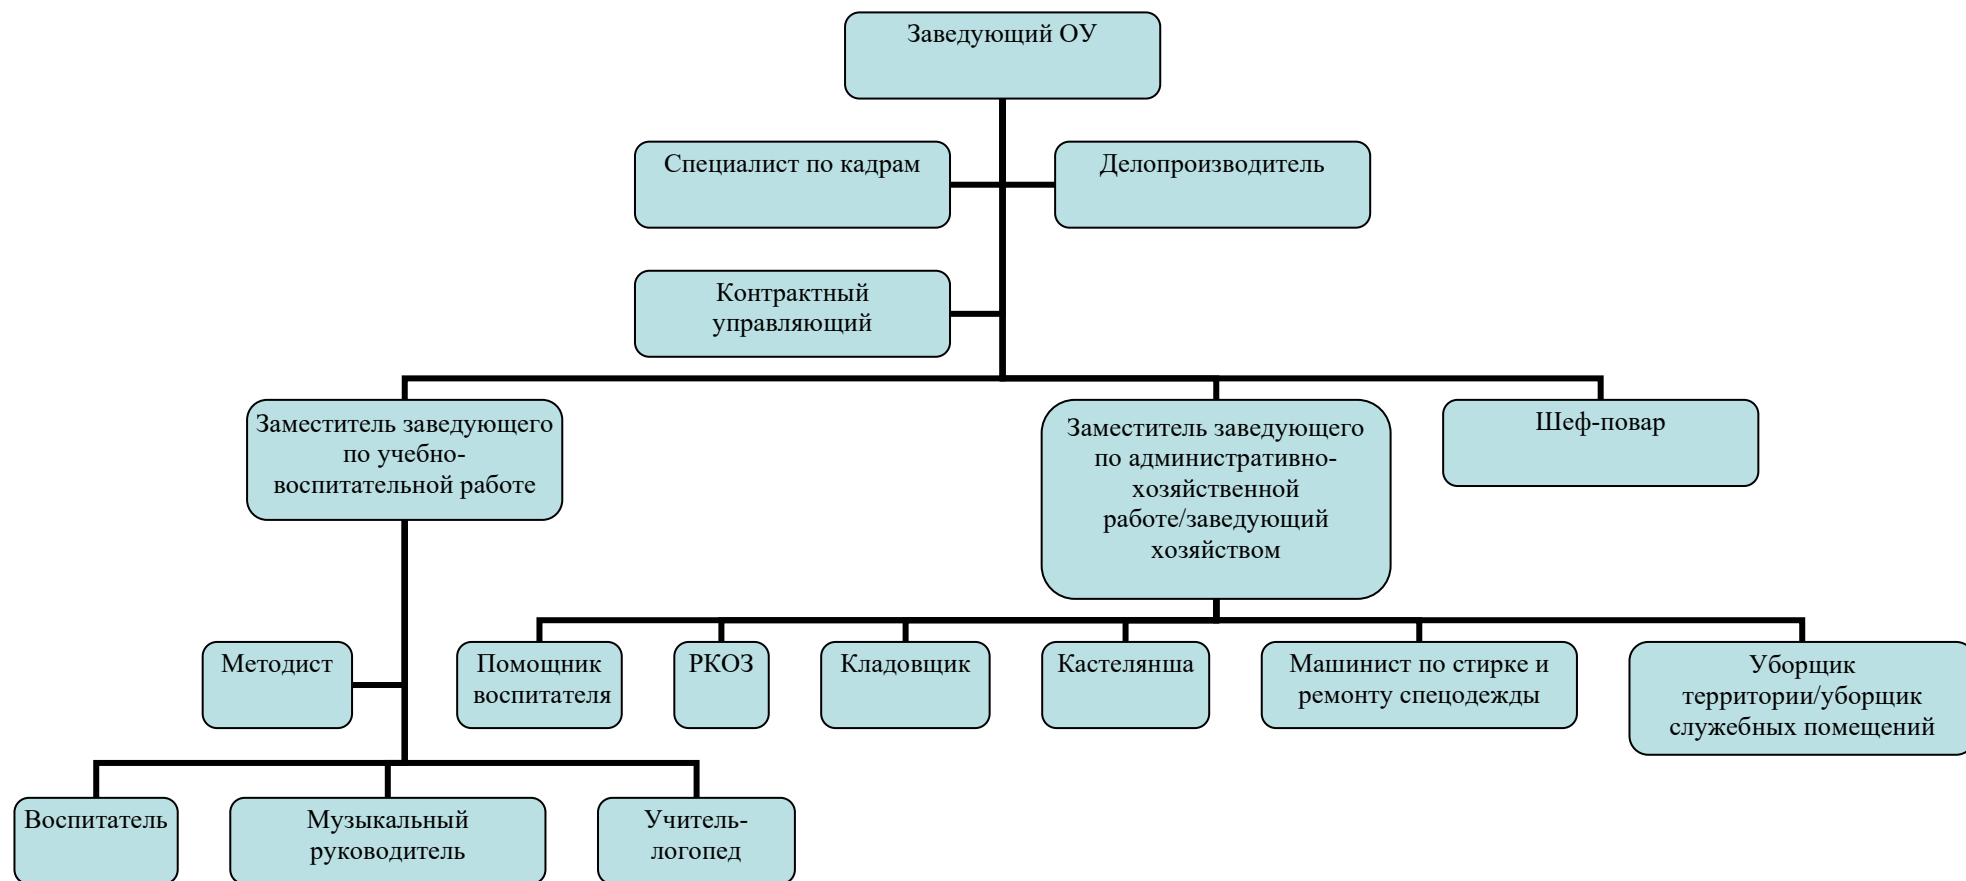 Заведующий ОУ
Специалист по кадрам
Делопроизводитель
Контрактный
управляющий
Заместитель заведующего
по учебно-
воспитательной работе
Заместитель заведующего
по административно-
хозяйственной
работе/заведующий
хозяйством
Шеф-повар
Методист
Помощник
воспитателя
РКОЗ
Кладовщик
Кастелянша
Машинист по стирке и
ремонту спецодежды
Уборщик
территории/уборщик
служебных помещений
Воспитатель
Музыкальный
руководитель
Учитель-
логопед